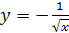 y = −1/√x